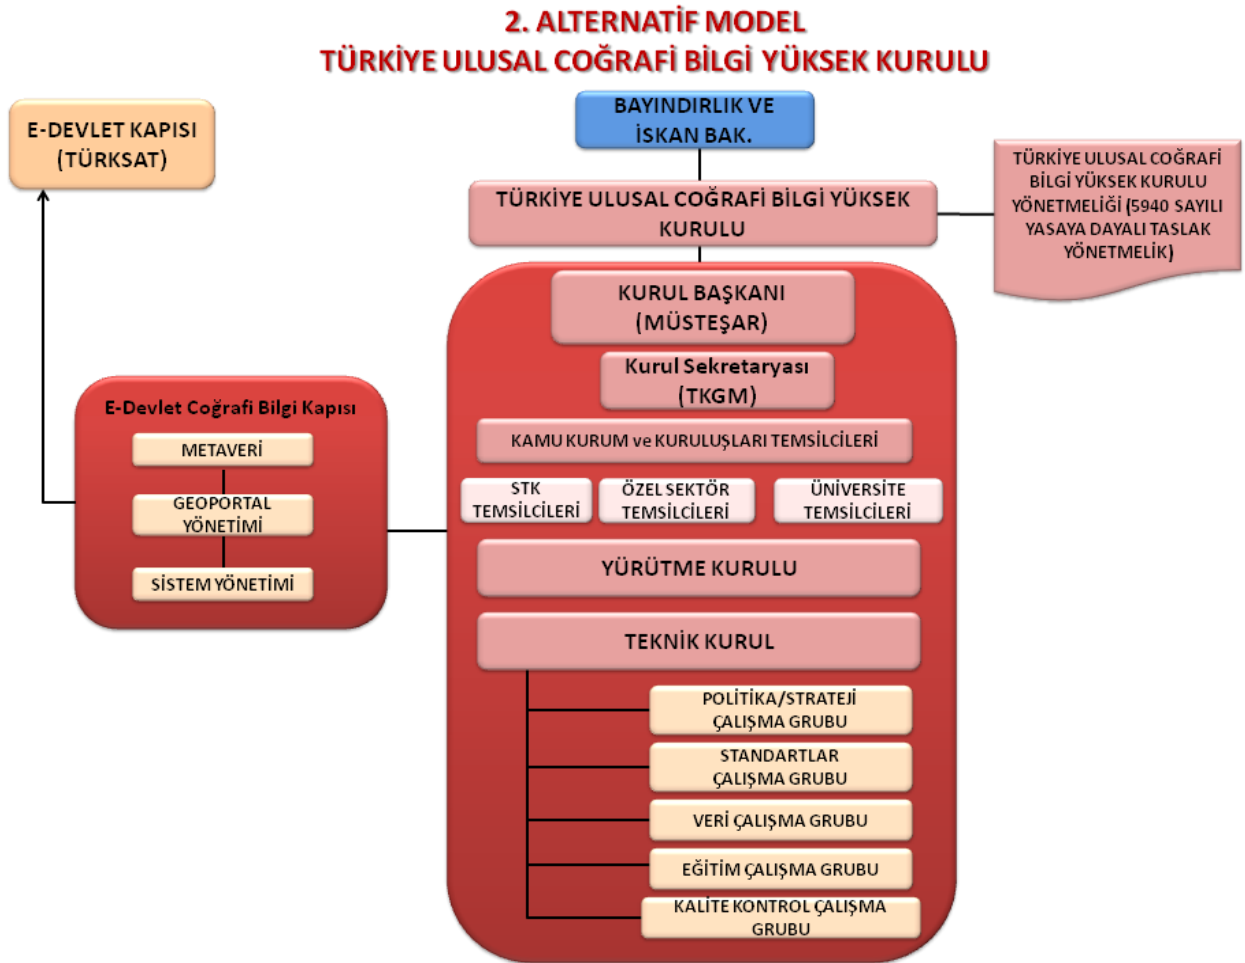 2. ALTERNATİF MODEL
TÜRKİYE ULUSAL COĞRAFİ BİLGİ YÜKSEK KURULU
E-DEVLET KAPISI
(TÜRKSAT)
BAYINDIRLIK VE
İSKAN BAK.
TÜRKİYE ULUSAL COĞRAFİ BİLGİ YÜKSEK
KURULU
TÜRKİYE ULUSAL COĞRAFİ
BİLGİ YÜKSEK KURULU
YÖNETMELİĞİ (5940 SAYILI
YASAYA DAYALI TASLAK
YÖNETMELİK)
KURUL BAŞKANI
(MÜSTEŞAR)
Kurul Sekretaryası
(TKGM)
KAMU KURUM ve KURULUŞLARI TEMSİLCİLERİ
STK
TEMSİLCİLERİ
ÖZEL SEKTÖR
TEMSİLCİLERİ
ÜNİVERSİTE
TEMSİLCİLERİ
YÜRÜTME KURULU
TEKNİK KURUL
POLİTİKA/STRATEJİ
ÇALIŞMA GRUBU
STANDARTLAR
ÇALIŞMA GRUBU
VERİ ÇALIŞMA GRUBU
EĞİTİM ÇALIŞMA GRUBU
KALİTE KONTROL ÇALIŞMA
GRUBU
E-Devlet Coğrafi Bilgi Kapısı
METAVERİ
GEOPORTAL
YÖNETİMİ
SİSTEM YÖNETİMİ